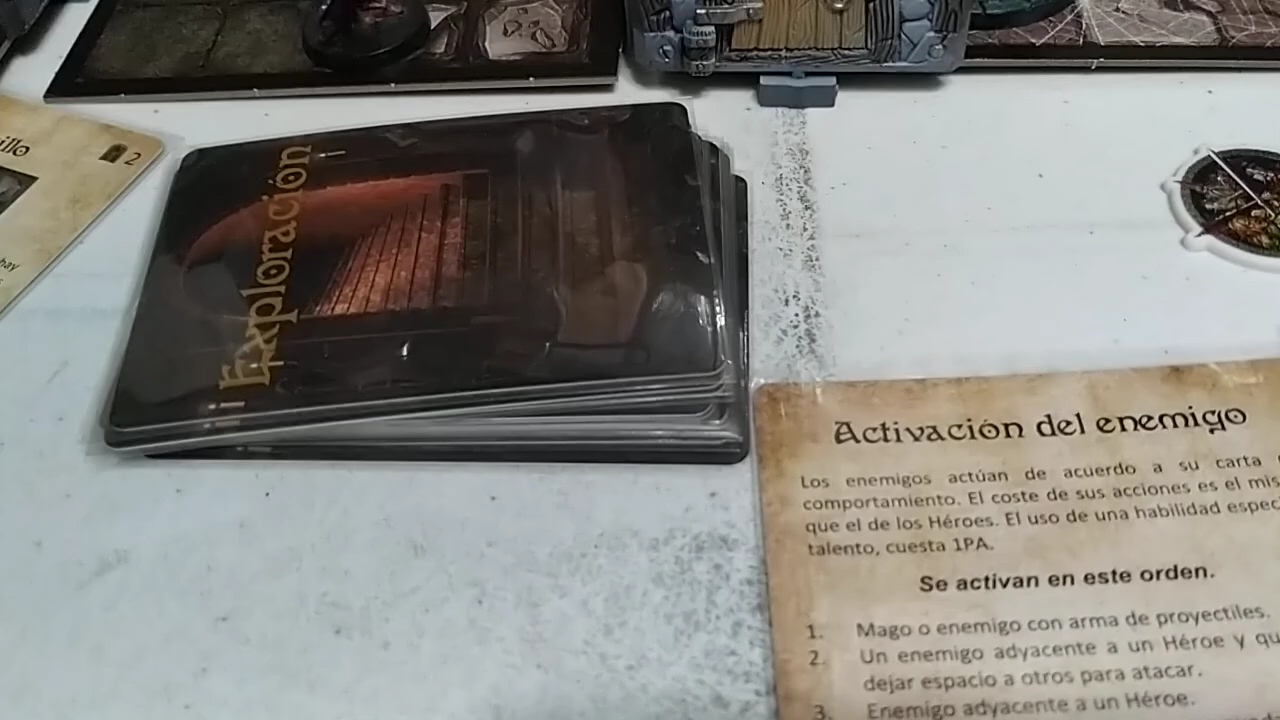 2
Exploración
Activación del enemigo
Los enemigos actúan de acuerdo a su carta
comportamiento. El coste de sus acciones es el
que el de los Héroes. El uso de una habilidad
talento, cuesta 1PA.
Se activan en este orden.
1. Mago o enemigo con arma de proyectiles.
2. Un enemigo adyacente a un Héroe y
dejar espacio a otros para atacar.
3. Enemigo adyacente a un Héroe.